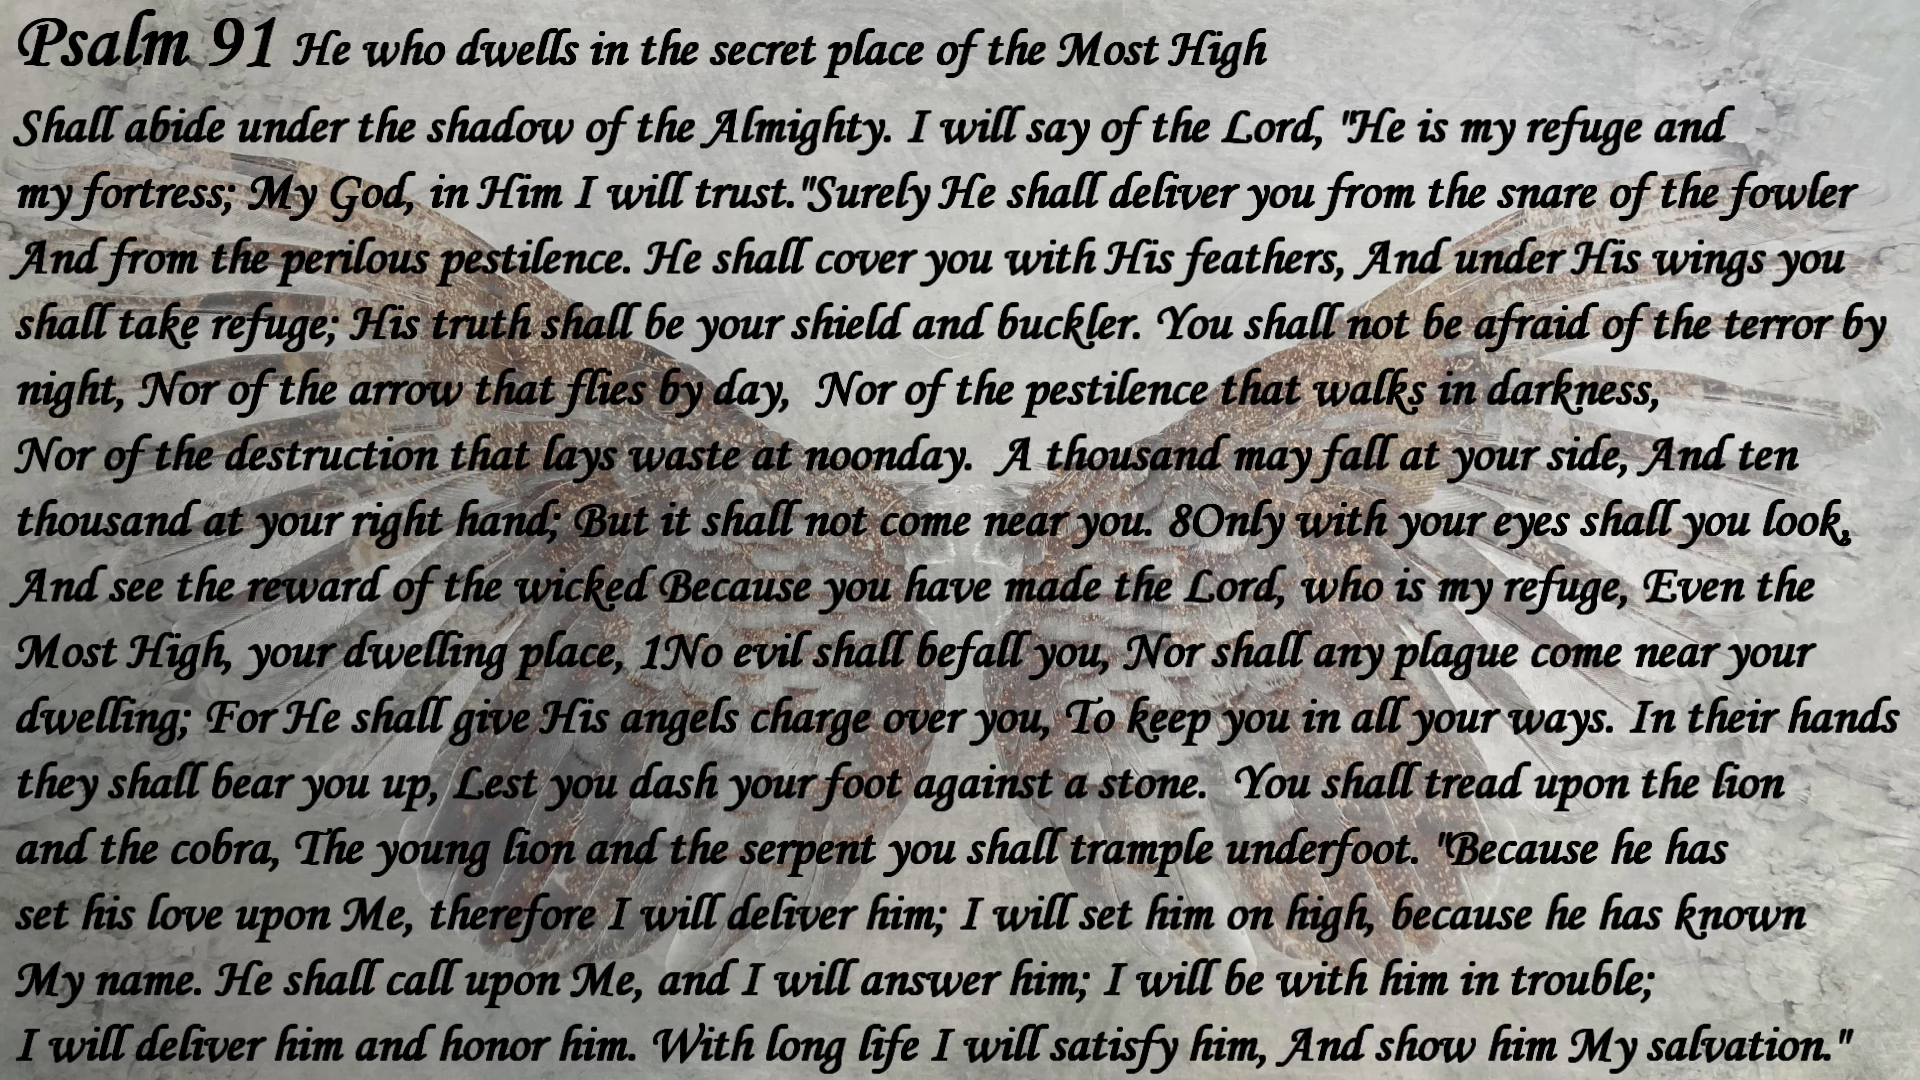 Psalm 91 He who dwells in the secret place of the Most High
Shall abide under the shadow of the Almighty. I will say of the Lord, "He is my refuge and
my fortress; My God, in Him I will trust."Surely He shall deliver you from the snare of the fowler
And from the perilous pestilence. He shall cover you with His feathers, And under His wings you
shall take refuge; His truth shall be your shield and buckler. You shall not be afraid of the terror by
night, Nor of the arrow that flies by day,  Nor of the pestilence that walks in darkness,
Nor of the destruction that lays waste at noonday.  A thousand may fall at your side, And ten
thousand at your right hand; But it shall not come near you. 8Only with your eyes shall you look,
And see the reward of the wicked Because you have made the Lord, who is my refuge, Even the
Most High, your dwelling place, 1No evil shall befall you, Nor shall any plague come near your
dwelling; For He shall give His angels charge over you, To keep you in all your ways. In their hands
they shall bear you up, Lest you dash your foot against a stone.  You shall tread upon the lion
and the cobra, The young lion and the serpent you shall trample underfoot. "Because he has
set his love upon Me, therefore I will deliver him; I will set him on high, because he has known
My name. He shall call upon Me, and I will answer him; I will be with him in trouble;
I will deliver him and honor him. With long life I will satisfy him, And show him My salvation."